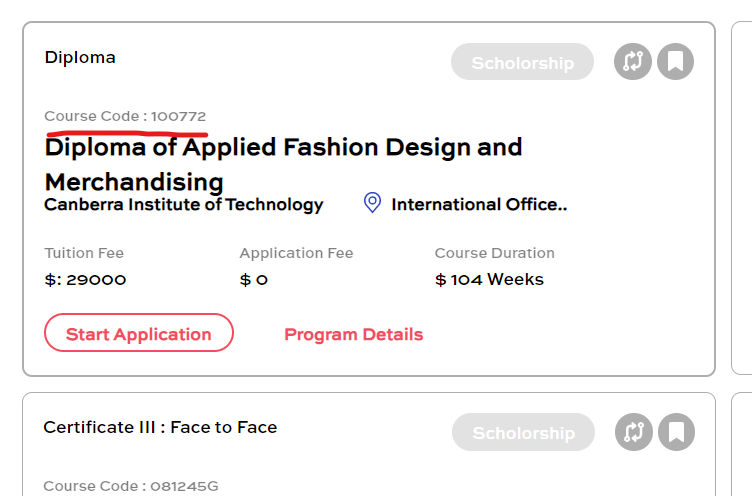 Diploma
Scholorship
Course Code : 100772
Diploma of Applied Fashion Design and
Merchandising
Canberra Institute of Technology
International Office..
Tuition Fee
Application Fee
Course Duration
$: 29000
$ 0
$ 104 Weeks
Start Application
Program Details
Certificate III : Face to Face
Scholorship
Course Code : 081245G